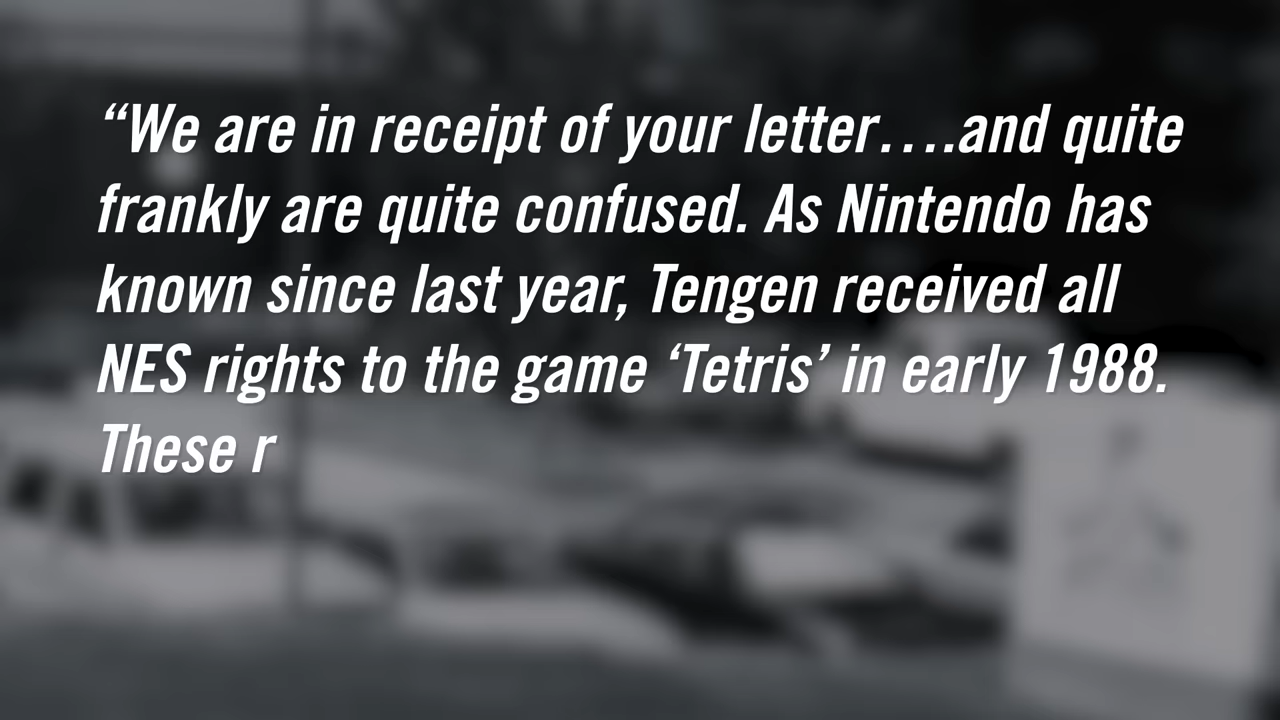 “We are in receipt of your letter....and quite
frankly are quite confused. As Nintendo has
known since last year, Tengen received all
NES rights to the game ‘Tetris’ in early 1988.
These r